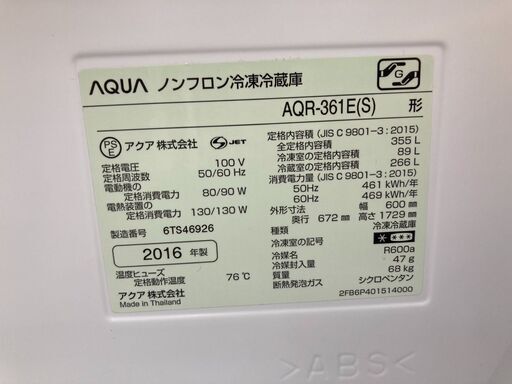 AQUA ノンフロン冷凍冷蔵庫
G
AQR-361E(S) 形
PS E アクア株式会社 S JET
定格電圧 100 V
定格周波数 50/60 Hz
電動機の
定格消費電力 80/90 W
電熱装置の
定格消費電力 130/130 W
製造番号 6TS46926
2016 年製
温度ヒューズ
定格動作温度 76℃
アクア株式会社
Made in Thailand
定格内容積 (JIS C 9801-3 : 2015)
全定格内容積 355 L
冷凍室の定格内容積 89 L
冷蔵室の定格内容積 266 L
消費電力量 (JIS C 9801-3 : 2015)
50Hz 461 kWh/年
60Hz 469 kWh/年
外形寸法 幅 600 mm
奥行 672 mm 高さ 1729 mm
種類 冷凍冷蔵庫
冷凍室の記号
冷媒名 R600a
冷媒封入量 47 g
質量 68 kg
断熱発泡ガス シクロペンタン
2FB6P401514000
>ABS<